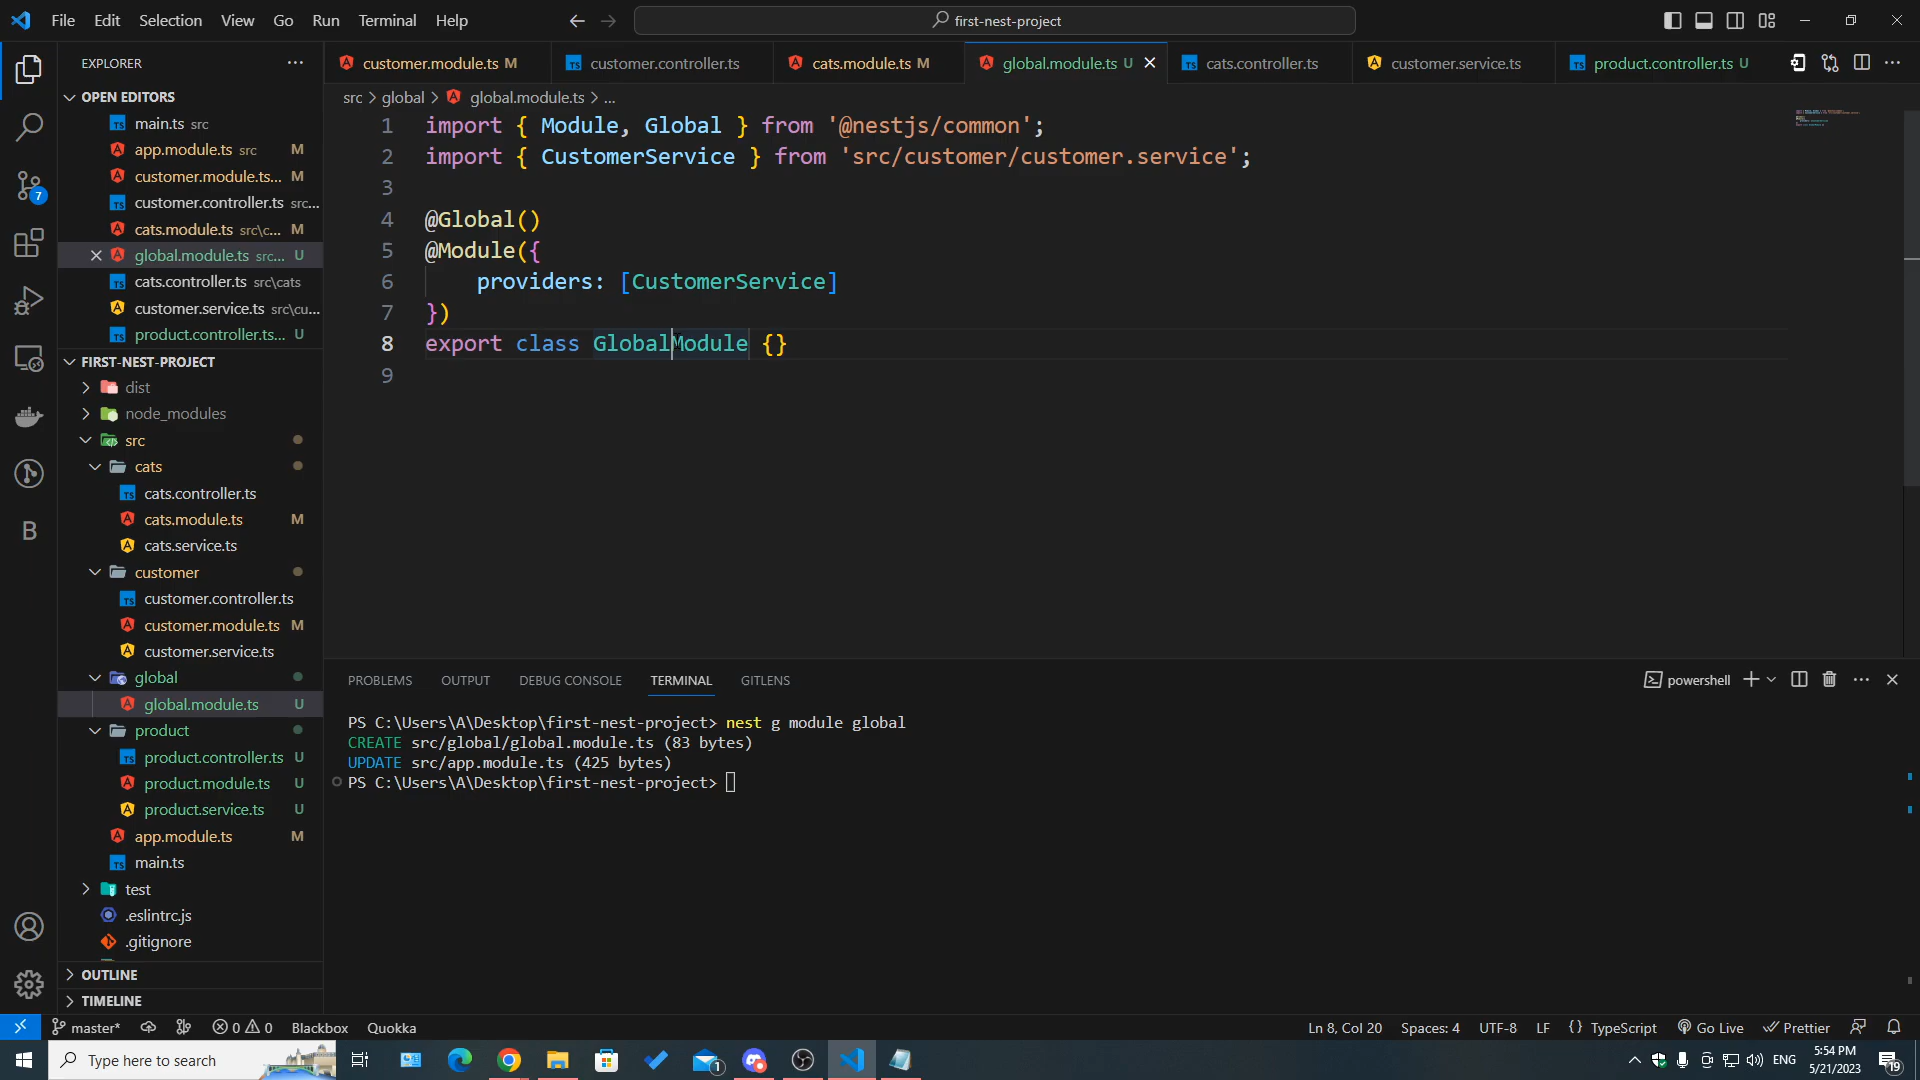 File Edit Selection View Go Run Terminal Help
first-nest-project
EXPLORER
customer.module.ts M
customer.controller.ts
cats.module.ts M
global.module.ts U
cats.controller.ts
customer.service.ts
product.controller.ts U
OPEN EDITORS
main.ts src
app.module.ts src M
customer.module.ts... M
customer.controller.ts src...
cats.module.ts src\c... M
global.module.ts src... U
cats.controller.ts src\cats
customer.service.ts src\cu...
product.controller.ts... U
FIRST-NEST-PROJECT
dist
node_modules
src
cats
cats.controller.ts
cats.module.ts M
cats.service.ts
customer
customer.controller.ts
customer.module.ts M
customer.service.ts
global
global.module.ts U
product
product.controller.ts U
product.module.ts U
product.service.ts U
app.module.ts M
main.ts
test
.eslintrc.js
.gitignore
OUTLINE
TIMELINE
7
B
src > global > global.module.ts > ...
1 import { Module, Global } from '@nestjs/common';
2 import { CustomerService } from 'src/customer/customer.service';
3
4 @Global()
5 @Module({
6 providers: [CustomerService]
7 })
8 export class GlobalModule {}
9
PROBLEMS OUTPUT DEBUG CONSOLE TERMINAL GITLENS
powershell
PS C:\Users\A\Desktop\first-nest-project> nest g module global
CREATE src/global/global.module.ts (83 bytes)
UPDATE src/app.module.ts (425 bytes)
PS C:\Users\A\Desktop\first-nest-project>
master* 0 0 Blackbox Quokka
Ln 8, Col 20 Spaces: 4 UTF-8 LF {} TypeScript Go Live Prettier
Type here to search
1
ENG
5:54 PM
5/21/2023
19